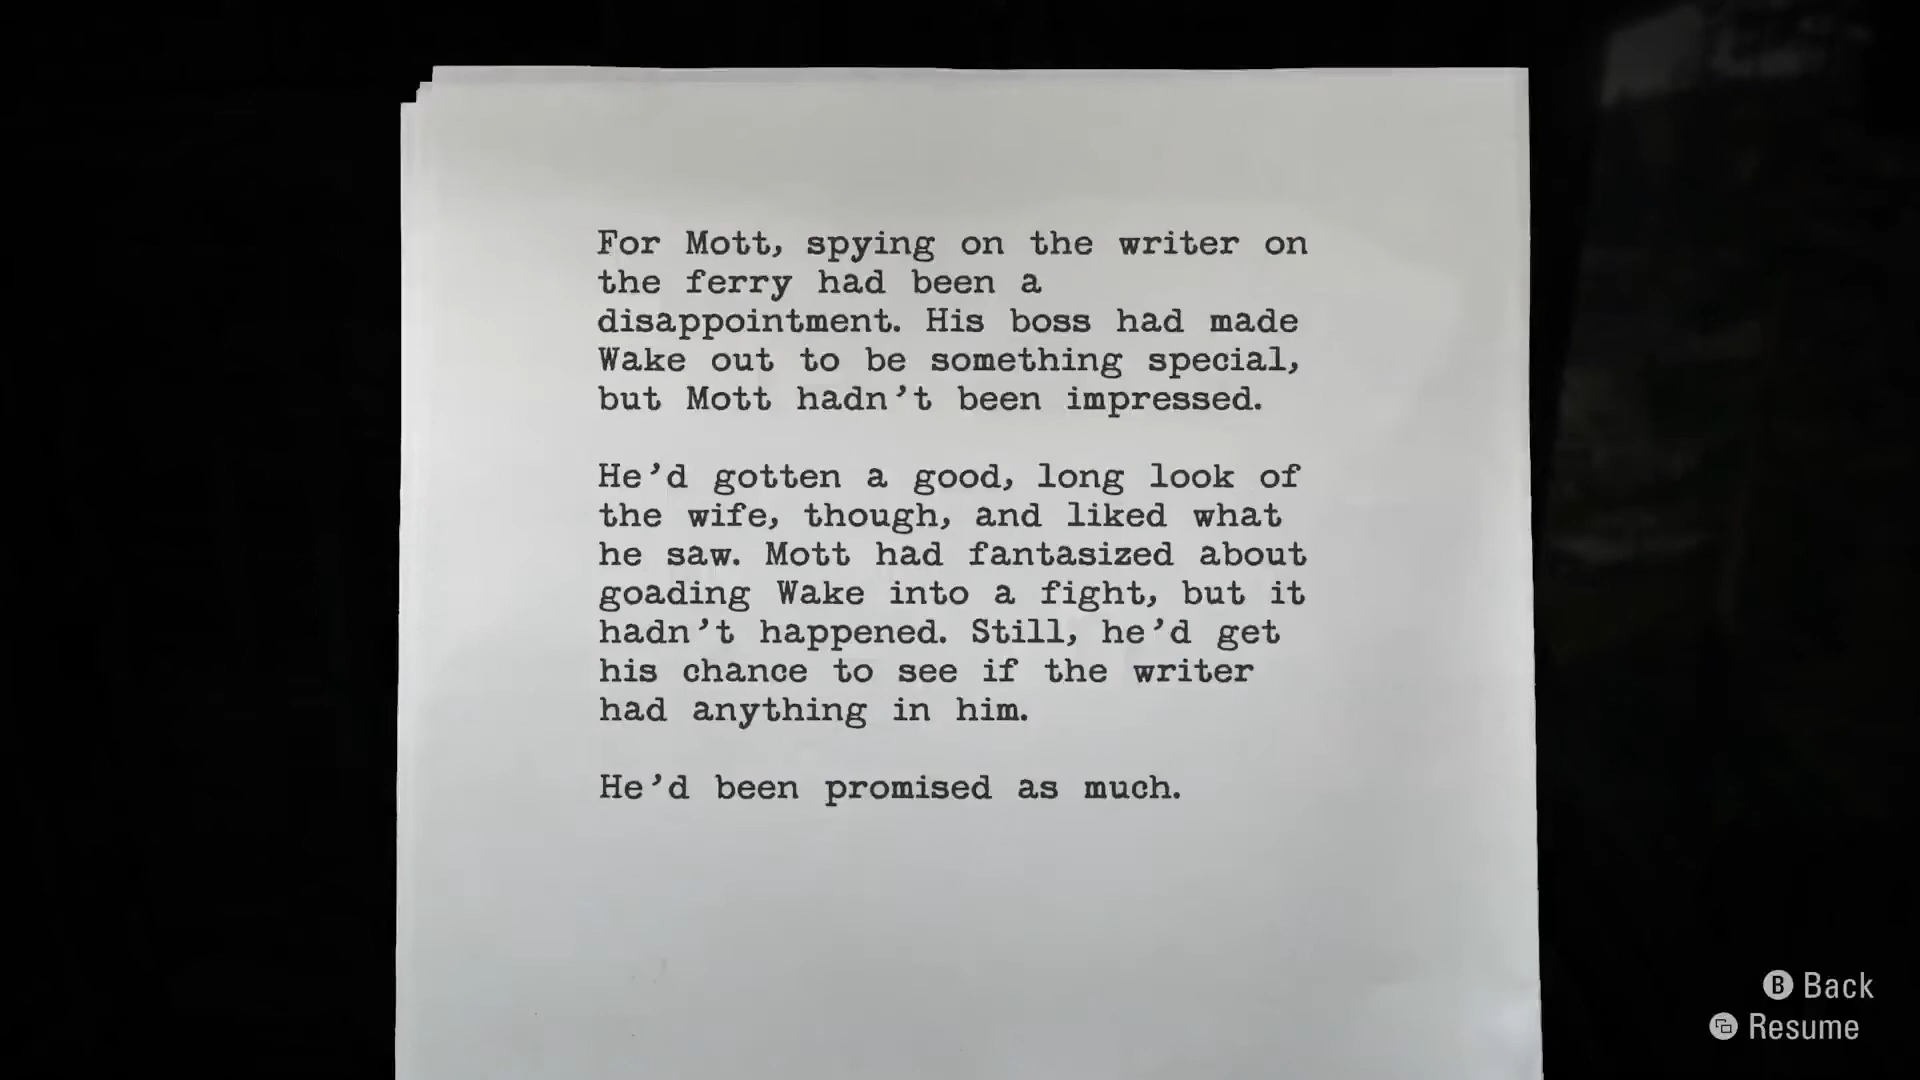 For Mott, spying on the writer on
the ferry had been a
disappointment. His boss had made
Wake out to be something special,
but Mott hadn't been impressed.
He'd gotten a good, long look of
the wife, though, and liked what
he saw. Mott had fantasized about
goading Wake into a fight, but it
hadn't happened. Still, he'd get
his chance to see if the writer
had anything in him.
He'd been promised as much.
B Back
Resume